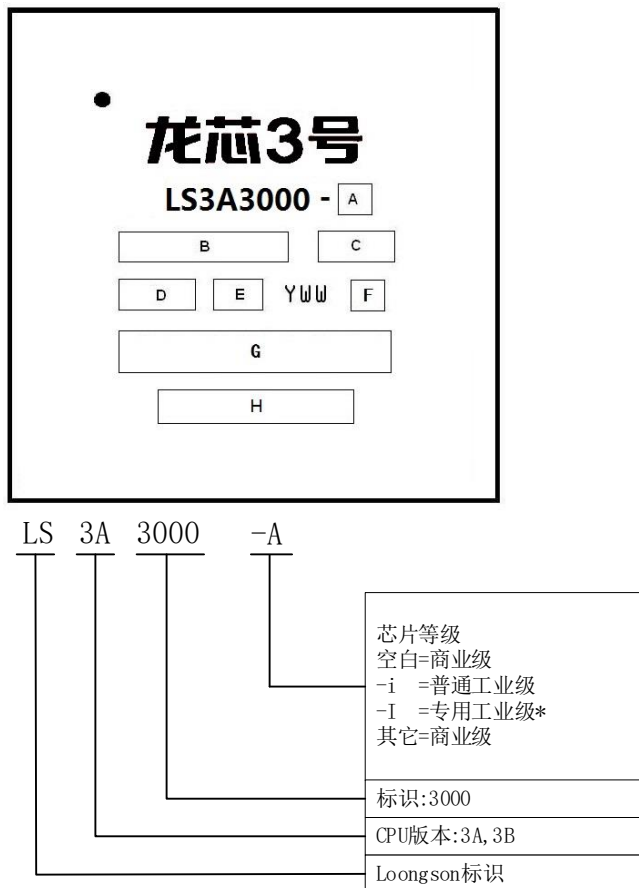 龙芯3号
LS3A3000 - A
B C
D E YWW F
G
H
LS 3A 3000 -A
芯片等级
空白=商业级
-i =普通工业级
-I =专用工业级*
其它=商业级
标识:3000
CPU版本:3A,3B
Loongson标识